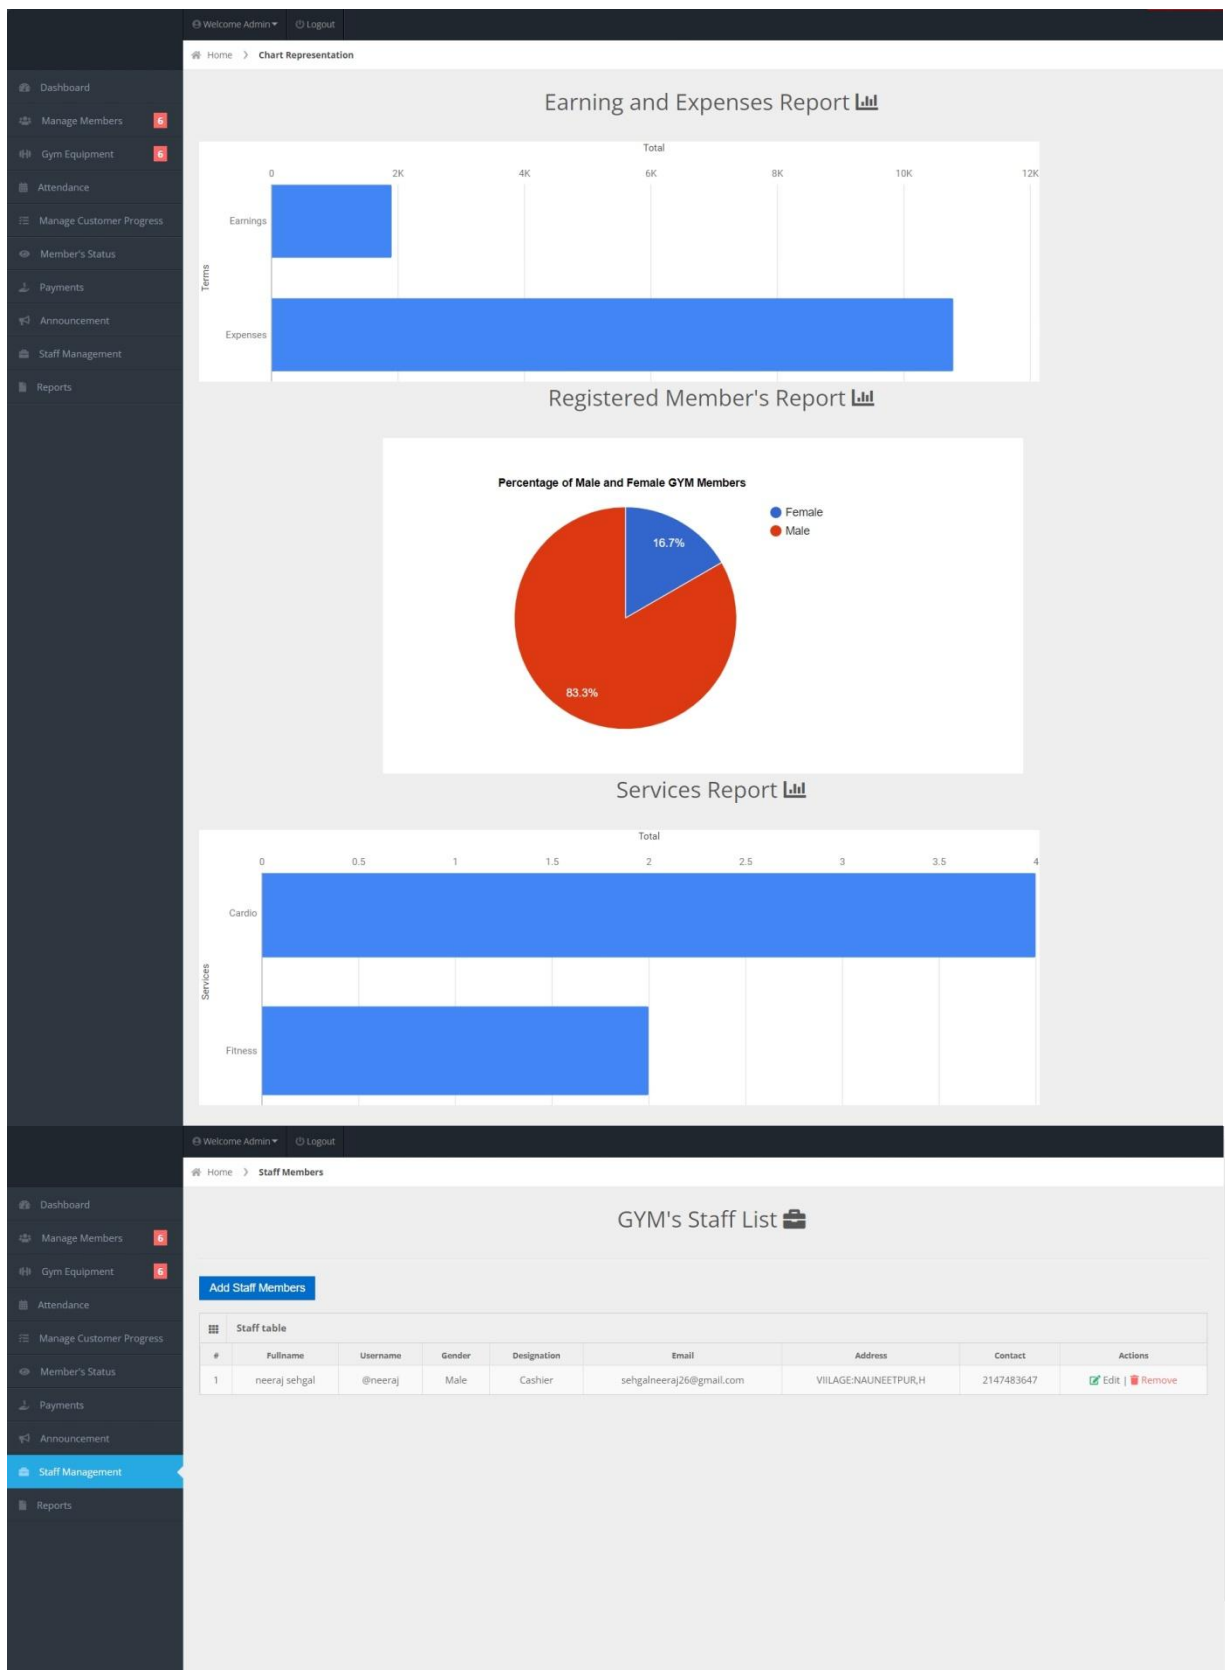 Welcome Admin Logout
Home > Chart Representation
Dashboard
Manage Members 6
Gym Equipment 6
Attendance
Manage Customer Progress
Member's Status
Payments
Announcement
Staff Management
Reports
Earning and Expenses Report
Total
0 2K 4K 6K 8K 10K 12K
Earnings
Terms
Expenses
Registered Member's Report
Percentage of Male and Female GYM Members
Female
Male
16.7%
83.3%
Services Report
Total
0 0.5 1 1.5 2 2.5 3 3.5 4
Cardio
Services
Fitness
Welcome Admin Logout
Home > Staff Members
Dashboard
Manage Members 6
Gym Equipment 6
Attendance
Manage Customer Progress
Member's Status
Payments
Announcement
Staff Management
Reports
GYM's Staff List
Add Staff Members
Staff table
# Fullname Username Gender Designation Email Address Contact Actions
1 neeraj sehgal @neeraj Male Cashier sehgalneeraj26@gmail.com VIILAGE:NAUNEETPUR,H 2147483647 Edit | Remove